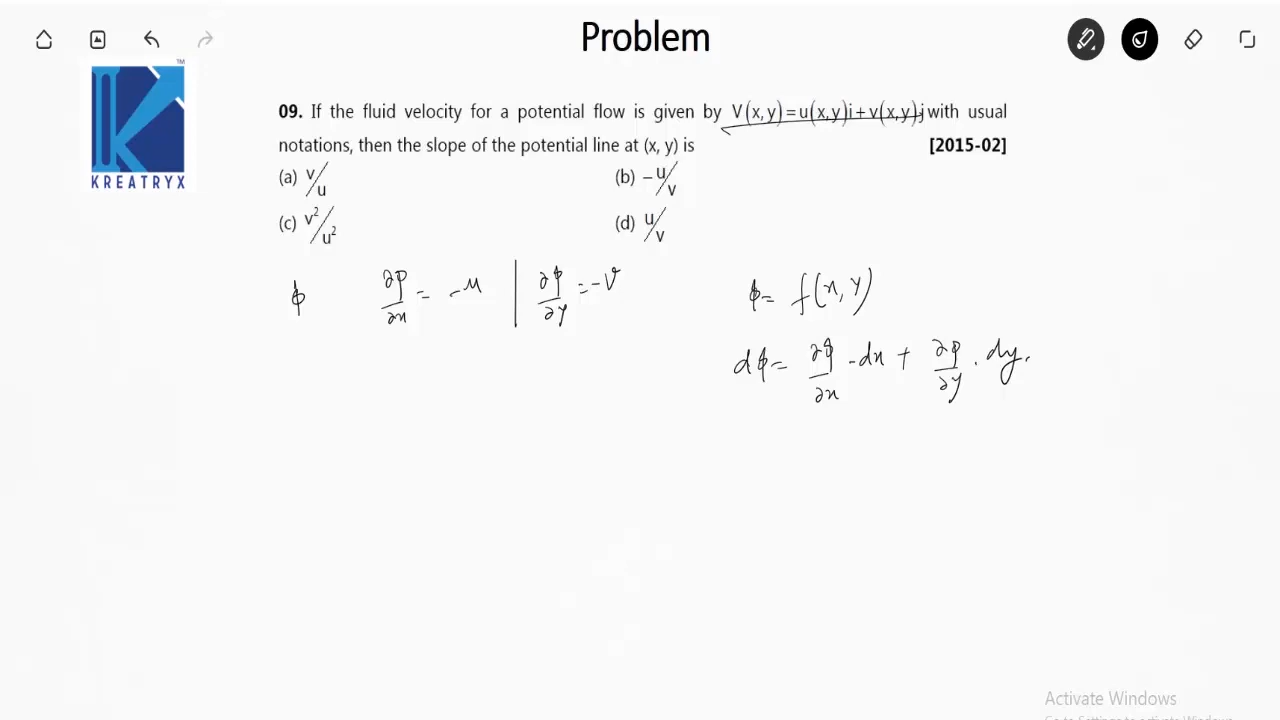 Problem
™
KREATRYX
09. If the fluid velocity for a potential flow is given by V(x,y)=u(x,y)i+v(x,y)j with usual
notations, then the slope of the potential line at (x, y) is [2015-02]
(a) v/u (b) -u/v
(c) v²/u² (d) u/v
ϕ ∂ϕ/∂x = -u | ∂ϕ/∂y = -v ϕ = f(x, y)
dϕ = ∂ϕ/∂x · dx + ∂ϕ/∂y · dy.
Activate Windows